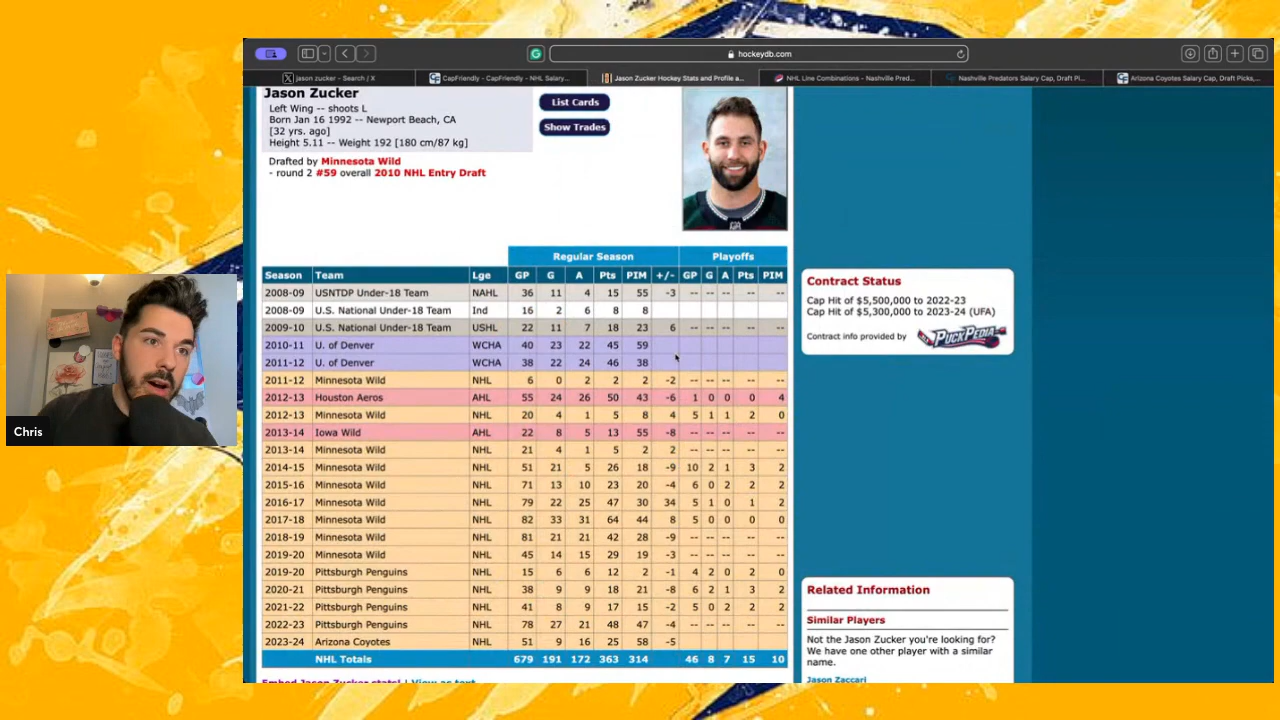 hockeydb.com
jason zucker - Search / X
CapFriendly - CapFriendly - NHL Salary...
Jason Zucker Hockey Stats and Profile a...
NHL Line Combinations - Nashville Pred...
Nashville Predators Salary Cap, Draft Pi...
Arizona Coyotes Salary Cap, Draft Picks,...
Jason Zucker
Left Wing -- shoots L
Born Jan 16 1992 -- Newport Beach, CA
[32 yrs. ago]
Height 5.11 -- Weight 192 [180 cm/87 kg]
Drafted by Minnesota Wild
- round 2 #59 overall 2010 NHL Entry Draft
List Cards
Show Trades
Regular Season Playoffs
Season Team Lge GP G A Pts PIM +/- GP G A Pts PIM
2008-09 USNTDP Under-18 Team NAHL 36 11 4 15 55 -3 -- -- -- -- --
2008-09 U.S. National Under-18 Team Ind 16 2 6 8 8
2009-10 U.S. National Under-18 Team USHL 22 11 7 18 23 6 -- -- -- -- --
2010-11 U. of Denver WCHA 40 23 22 45 59
2011-12 U. of Denver WCHA 38 22 24 46 38
2011-12 Minnesota Wild NHL 6 0 2 2 2 -2 -- -- -- -- --
2012-13 Houston Aeros AHL 55 24 26 50 43 -6 1 0 0 0 4
2012-13 Minnesota Wild NHL 20 4 1 5 8 4 5 1 1 2 0
2013-14 Iowa Wild AHL 22 8 5 13 55 -8 -- -- -- -- --
2013-14 Minnesota Wild NHL 21 4 1 5 2 2 -- -- -- -- --
2014-15 Minnesota Wild NHL 51 21 5 26 18 -9 10 2 1 3 2
2015-16 Minnesota Wild NHL 71 13 10 23 20 -4 6 0 2 2 2
2016-17 Minnesota Wild NHL 79 22 25 47 30 34 5 1 0 1 2
2017-18 Minnesota Wild NHL 82 33 31 64 44 8 5 0 0 0 0
2018-19 Minnesota Wild NHL 81 21 21 42 28 -9 -- -- -- -- --
2019-20 Minnesota Wild NHL 45 14 15 29 19 -3 -- -- -- -- --
2019-20 Pittsburgh Penguins NHL 15 6 6 12 2 -1 4 2 0 2 0
2020-21 Pittsburgh Penguins NHL 38 9 9 18 21 -8 6 2 1 3 2
2021-22 Pittsburgh Penguins NHL 41 8 9 17 15 -2 5 0 2 2 2
2022-23 Pittsburgh Penguins NHL 78 27 21 48 47 -4 -- -- -- -- --
2023-24 Arizona Coyotes NHL 51 9 16 25 58 -5
NHL Totals 679 191 172 363 314 46 8 7 15 10
Contract Status
Cap Hit of $5,500,000 to 2022-23
Cap Hit of $5,300,000 to 2023-24 (UFA)
Contract info provided by PUCKPEDIA
Related Information
Similar Players
Not the Jason Zucker you're looking for?
We have one other player with a similar
name.
Jason Zaccari
Chris